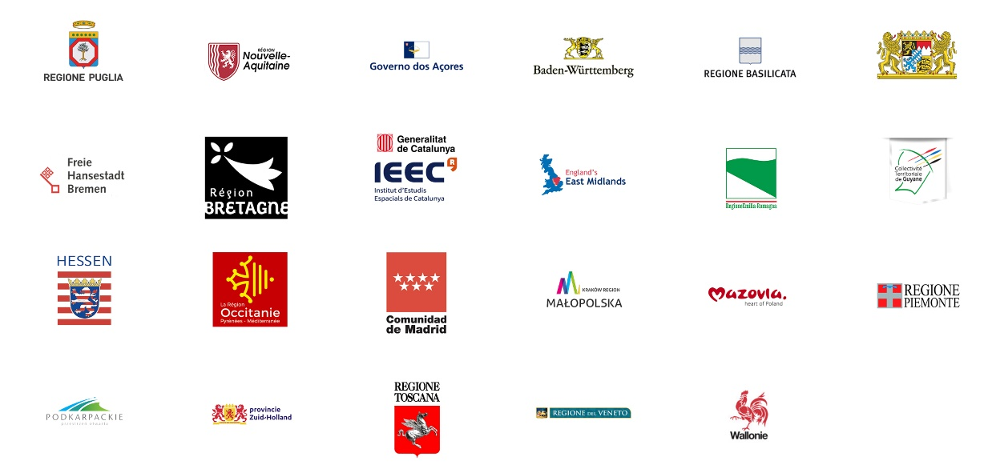 REGIONE PUGLIA
RÉGION
Nouvelle-
Aquitaine
Governo dos Açores
Baden-Württemberg
REGIONE BASILICATA
Freie
Hansestadt
Bremen
Région
BRETAGNE
Generalitat
de Catalunya
IEEC
R
Institut d'Estudis
Espacials de Catalunya
England's
East Midlands
RegioneEmilia-Romagna
Collectivité
Territoriale
de Guyane
HESSEN
La Région
Occitanie
Pyrénées - Méditerranée
Comunidad
de Madrid
KRAKÓW REGION
MAŁOPOLSKA
mazovia.
heart of Poland
REGIONE
PIEMONTE
PODKARPACKIE
przestrzeń otwarta
provincie
Zuid-Holland
REGIONE
TOSCANA
REGIONE DEL VENETO
Wallonie